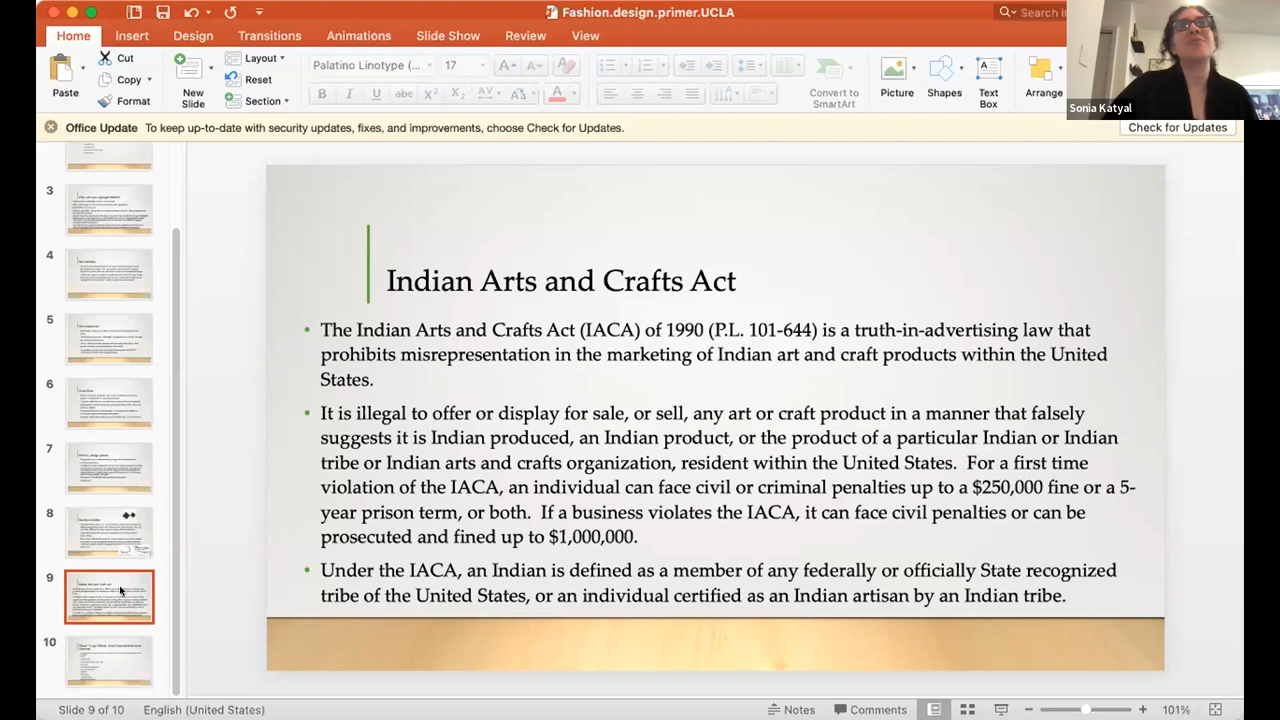 Fashion.design.primer.UCLA
Search in
Home Insert Design Transitions Animations Slide Show Review View
Paste
Cut
Copy
Format
New
Slide
Layout
Reset
Section
Palatino Linotype (... 17
Convert to
SmartArt
Picture
Shapes
Text
Box
Arrange
Sonia Katyal
Office Update To keep up-to-date with security updates, fixes, and improvements, choose Check for Updates.
Check for Updates
3
4
5
6
7
8
9
10
Indian Arts and Crafts Act
• The Indian Arts and Crafts Act (IACA) of 1990 (P.L. 101-644) is a truth-in-advertising law that
prohibits misrepresentation in the marketing of Indian art and craft products within the United
States.
• It is illegal to offer or display for sale, or sell, any art or craft product in a manner that falsely
suggests it is Indian produced, an Indian product, or the product of a particular Indian or Indian
tribe or Indian arts and crafts organization, resident within the United States. For a first time
violation of the IACA, an individual can face civil or criminal penalties up to a $250,000 fine or a 5-
year prison term, or both. If a business violates the IACA, it can face civil penalties or can be
prosecuted and fined up to $1,000,000.
• Under the IACA, an Indian is defined as a member of any federally or officially State recognized
tribe of the United States, or an individual certified as an Indian artisan by an Indian tribe.
Slide 9 of 10 English (United States)
Notes Comments 101%